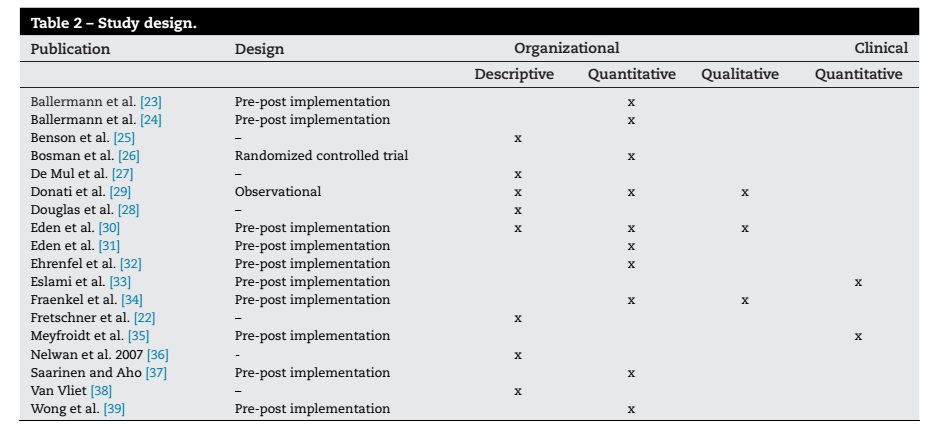 Table 2 – Study design.
Publication Design Organizational Clinical
Descriptive Quantitative Qualitative Quantitative
Ballermann et al. [23] Pre-post implementation x
Ballermann et al. [24] Pre-post implementation x
Benson et al. [25] – x
Bosman et al. [26] Randomized controlled trial x
De Mul et al. [27] – x
Donati et al. [29] Observational x x x
Douglas et al. [28] – x
Eden et al. [30] Pre-post implementation x x x
Eden et al. [31] Pre-post implementation x
Ehrenfel et al. [32] Pre-post implementation x
Eslami et al. [33] Pre-post implementation x
Fraenkel et al. [34] Pre-post implementation x x
Fretschner et al. [22] – x
Meyfroidt et al. [35] Pre-post implementation x
Nelwan et al. 2007 [36] - x
Saarinen and Aho [37] Pre-post implementation x
Van Vliet [38] – x
Wong et al. [39] Pre-post implementation x